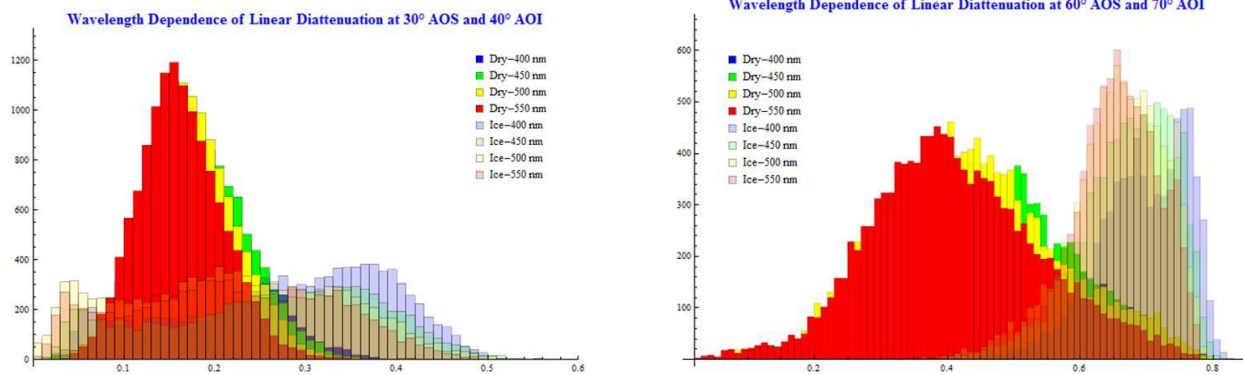 Wavelength Dependence of Linear Diattenuation at 30° AOS and 40° AOI
1200
1000
800
600
400
200
0
0.1
0.2
0.3
0.4
0.5
0.6
Dry–400 nm
Dry–450 nm
Dry–500 nm
Dry–550 nm
Ice–400 nm
Ice–450 nm
Ice–500 nm
Ice–550 nm
Wavelength Dependence of Linear Diattenuation at 60° AOS and 70° AOI
600
500
400
300
200
100
0
0.2
0.4
0.6
0.8
Dry–400 nm
Dry–450 nm
Dry–500 nm
Dry–550 nm
Ice–400 nm
Ice–450 nm
Ice–500 nm
Ice–550 nm